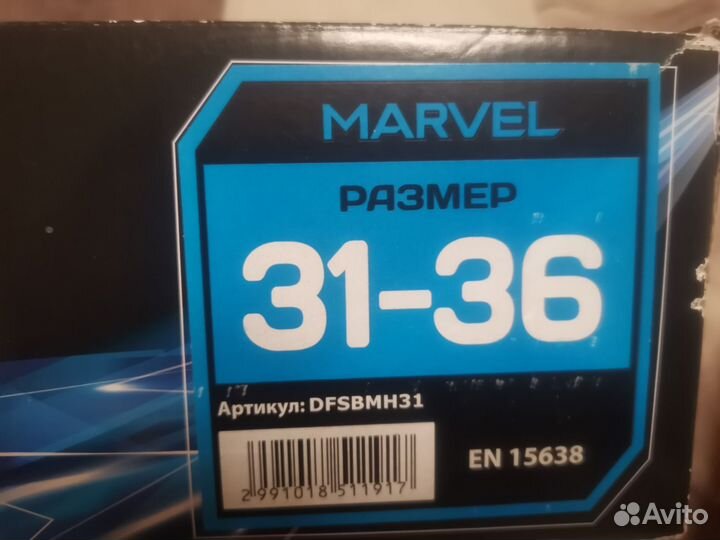 MARVEL
РАЗМЕР
31-36
Артикул: DFSBMH31
2991018511917
EN 15638
Avito